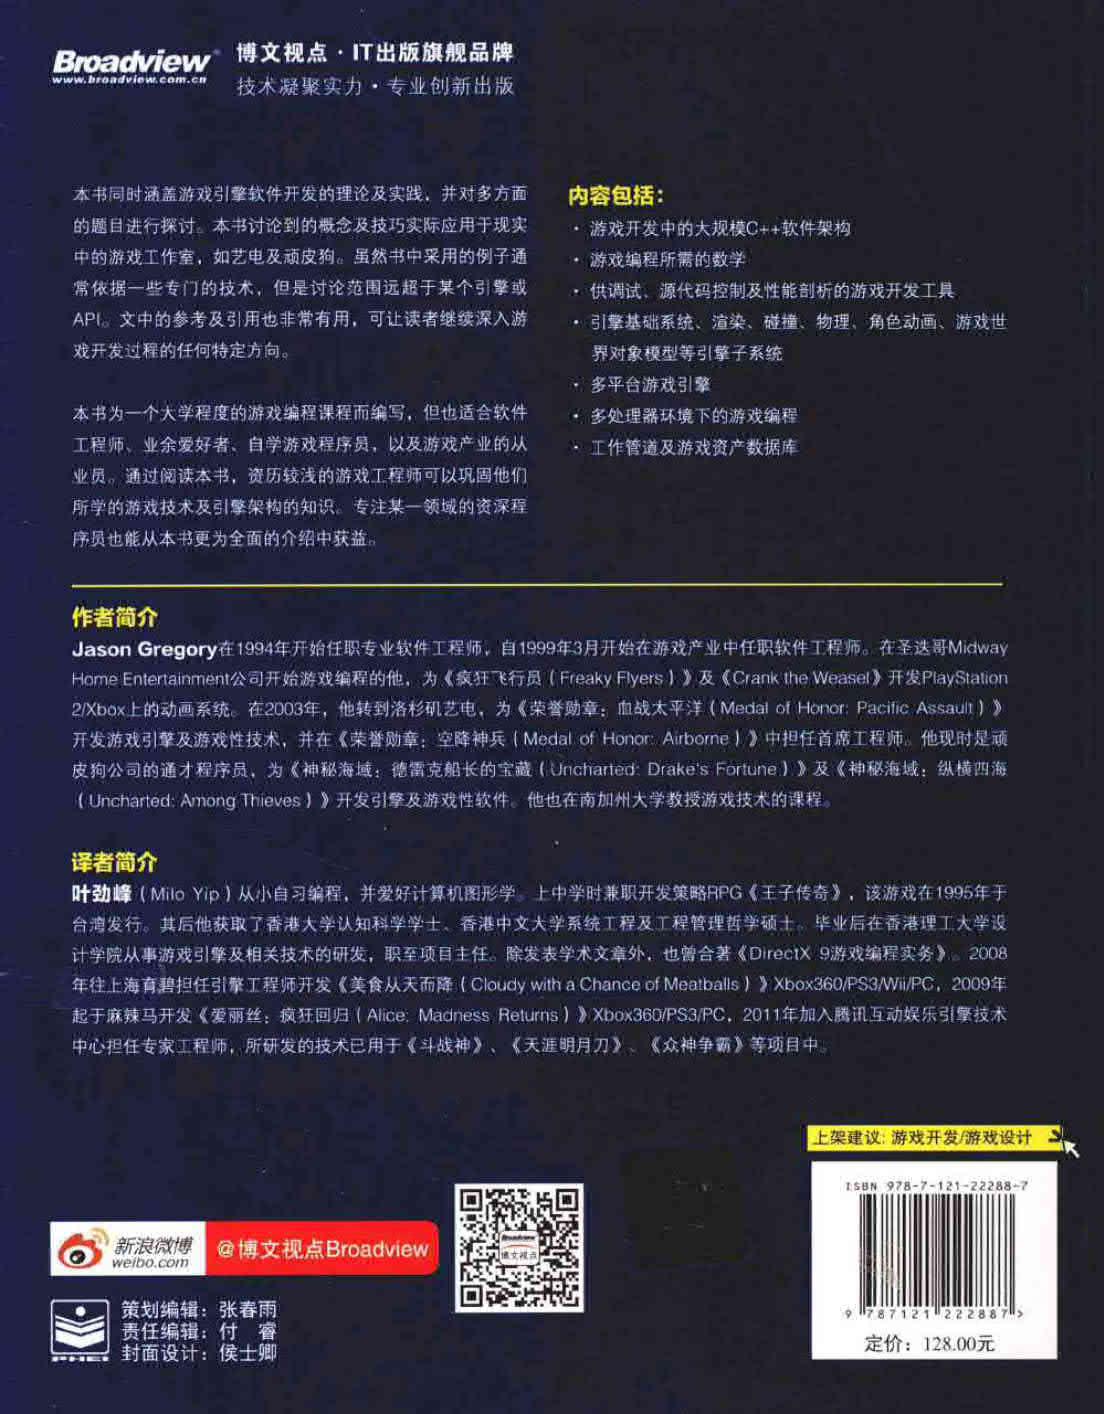 Broadview
www.broadview.com.cn
博文视点·IT出版旗舰品牌
技术凝聚实力·专业创新出版
本书同时涵盖游戏引擎软件开发的理论及实践，并对多方面
的题目进行探讨。本书讨论到的概念及技巧实际应用于现实
中的游戏工作室，如艺电及顽皮狗。虽然书中采用的例子通
常依据一些专门的技术，但是讨论范围远超于某个引擎或
API。文中的参考及引用也非常有用，可让读者继续深入游
戏开发过程的任何特定方向。
本书为一个大学程度的游戏编程课程而编写，但也适合软件
工程师、业余爱好者、自学游戏程序员，以及游戏产业的从
业员。通过阅读本书，资历较浅的游戏工程师可以巩固他们
所学的游戏技术及引擎架构的知识。专注某一领域的资深程
序员也能从本书更为全面的介绍中获益。
内容包括：
· 游戏开发中的大规模C++软件架构
· 游戏编程所需的数学
· 供调试、源代码控制及性能剖析的游戏开发工具
· 引擎基础系统、渲染、碰撞、物理、角色动画、游戏世
界对象模型等引擎子系统
· 多平台游戏引擎
· 多处理器环境下的游戏编程
· 工作管道及游戏资产数据库
作者简介
Jason Gregory在1994年开始任职专业软件工程师，自1999年3月开始在游戏产业中任职软件工程师。在圣迭哥Midway
Home Entertainment公司开始游戏编程的他，为《疯狂飞行员（Freaky Flyers）》及《Crank the Weasel》开发PlayStation
2/Xbox上的动画系统。在2003年，他转到洛杉矶艺电，为《荣誉勋章：血战太平洋（Medal of Honor: Pacific Assault）》
开发游戏引擎及游戏性技术，并在《荣誉勋章：空降神兵（Medal of Honor: Airborne）》中担任首席工程师。他现时是顽
皮狗公司的通才程序员，为《神秘海域：德雷克船长的宝藏（Uncharted: Drake's Fortune）》及《神秘海域：纵横四海
（Uncharted: Among Thieves）》开发引擎及游戏性软件。他也在南加州大学教授游戏技术的课程。
译者简介
叶劲峰（Milo Yip）从小自习编程，并爱好计算机图形学。上中学时兼职开发策略RPG《王子传奇》，该游戏在1995年于
台湾发行。其后他获取了香港大学认知科学学士、香港中文大学系统工程及工程管理哲学硕士。毕业后在香港理工大学设
计学院从事游戏引擎及相关技术的研发，职至项目主任。除发表学术文章外，也曾合著《DirectX 9游戏编程实务》。2008
年往上海育碧担任引擎工程师开发《美食从天而降（Cloudy with a Chance of Meatballs）》Xbox360/PS3/Wii/PC，2009年
起于麻辣马开发《爱丽丝：疯狂回归（Alice: Madness Returns）》Xbox360/PS3/PC，2011年加入腾讯互动娱乐引擎技术
中心担任专家工程师，所研发的技术已用于《斗战神》、《天涯明月刀》、《众神争霸》等项目中。
上架建议：游戏开发/游戏设计
ISBN 978-7-121-22288-7
9 787121 222887>
定价：128.00元
新浪微博
weibo.com
@博文视点Broadview
Broadview
博文视点
PHEI
策划编辑：张春雨
责任编辑：付 睿
封面设计：侯士卿